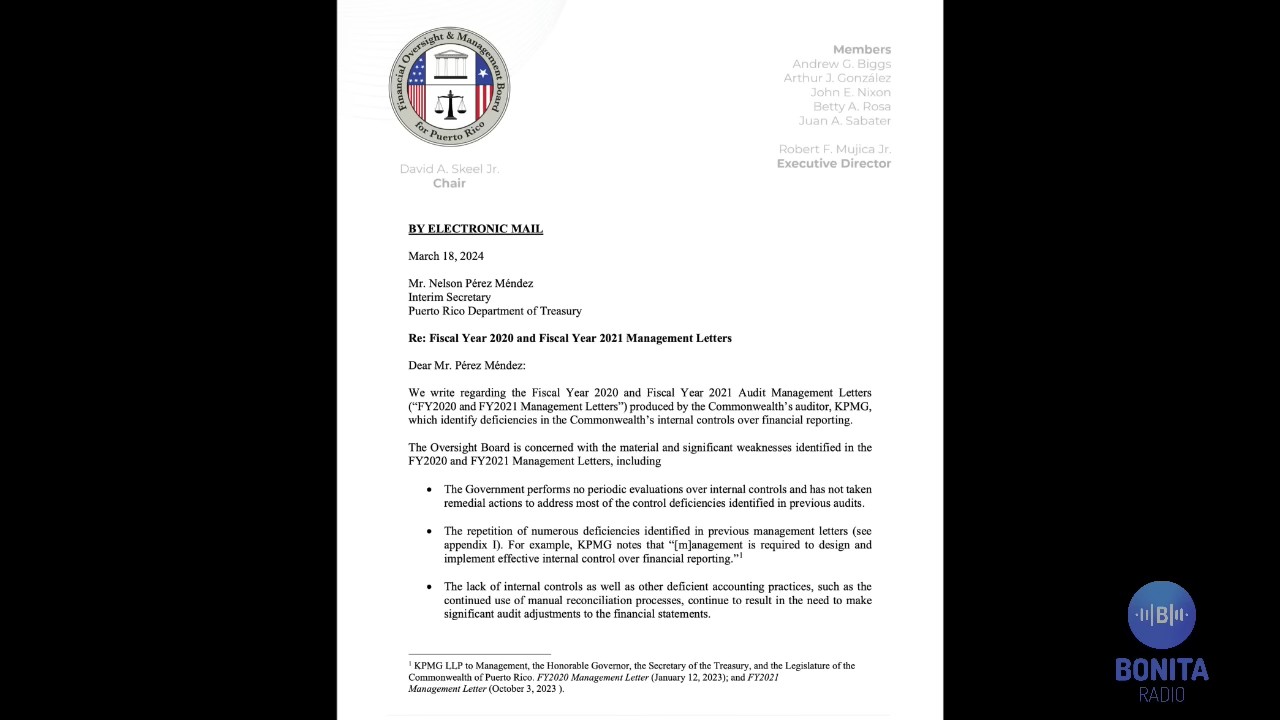 Financial Oversight & Management Board
for Puerto Rico
David A. Skeel Jr.
Chair
Members
Andrew G. Biggs
Arthur J. González
John E. Nixon
Betty A. Rosa
Juan A. Sabater
Robert F. Mujica Jr.
Executive Director
BY ELECTRONIC MAIL
March 18, 2024
Mr. Nelson Pérez Méndez
Interim Secretary
Puerto Rico Department of Treasury
Re: Fiscal Year 2020 and Fiscal Year 2021 Management Letters
Dear Mr. Pérez Méndez:
We write regarding the Fiscal Year 2020 and Fiscal Year 2021 Audit Management Letters
(“FY2020 and FY2021 Management Letters”) produced by the Commonwealth’s auditor, KPMG,
which identify deficiencies in the Commonwealth’s internal controls over financial reporting.
The Oversight Board is concerned with the material and significant weaknesses identified in the
FY2020 and FY2021 Management Letters, including
• The Government performs no periodic evaluations over internal controls and has not taken
remedial actions to address most of the control deficiencies identified in previous audits.
• The repetition of numerous deficiencies identified in previous management letters (see
appendix I). For example, KPMG notes that “[m]anagement is required to design and
implement effective internal control over financial reporting.”1
• The lack of internal controls as well as other deficient accounting practices, such as the
continued use of manual reconciliation processes, continue to result in the need to make
significant audit adjustments to the financial statements.
1 KPMG LLP to Management, the Honorable Governor, the Secretary of the Treasury, and the Legislature of the
Commonwealth of Puerto Rico. FY2020 Management Letter (January 12, 2023); and FY2021
Management Letter (October 3, 2023 ).
B
BONITA
RADIO